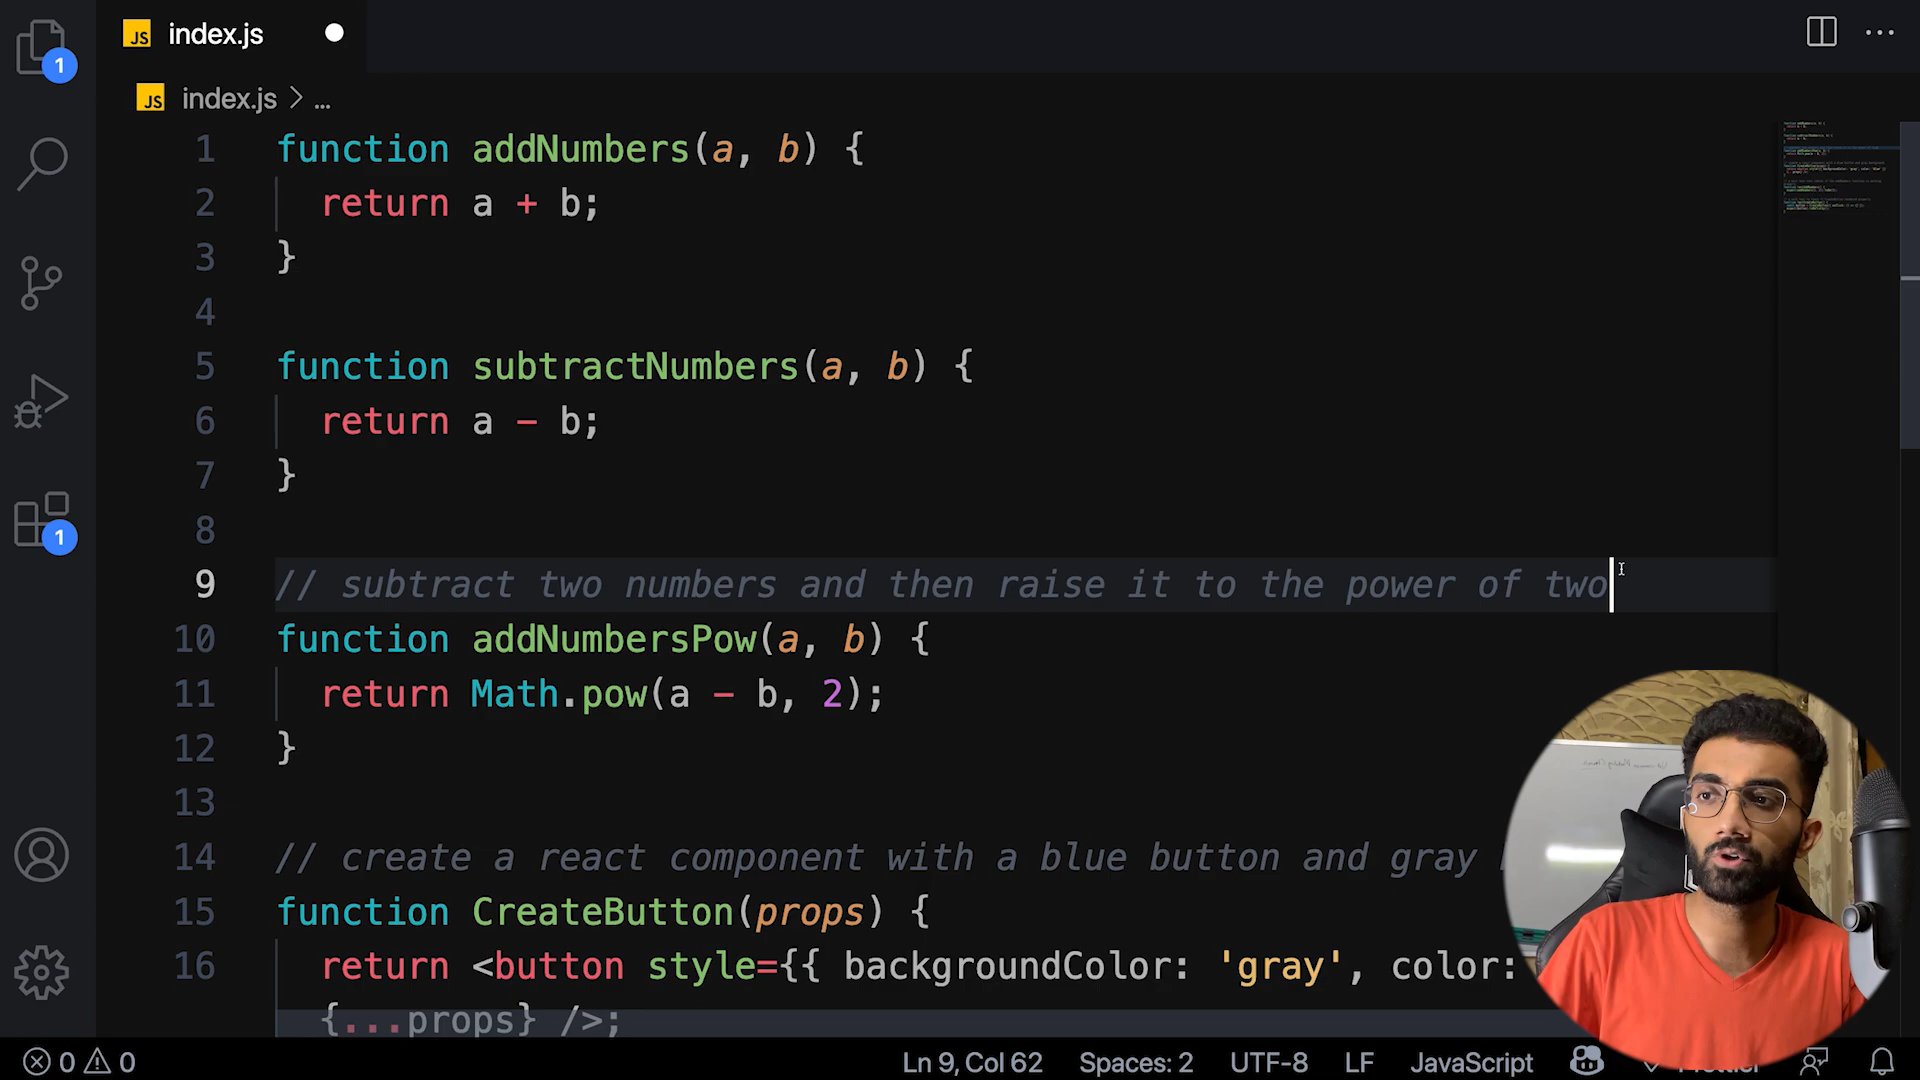 1
JS index.js
JS index.js > ...
1 function addNumbers(a, b) {
2 return a + b;
3 }
4
5 function subtractNumbers(a, b) {
6 return a - b;
7 }
8
9 // subtract two numbers and then raise it to the power of two
10 function addNumbersPow(a, b) {
11 return Math.pow(a - b, 2);
12 }
13
14 // create a react component with a blue button and gray
15 function CreateButton(props) {
16 return <button style={{ backgroundColor: 'gray', color:
{...props} />;
1
0 0 Ln 9, Col 62 Spaces: 2 UTF-8 LF JavaScript